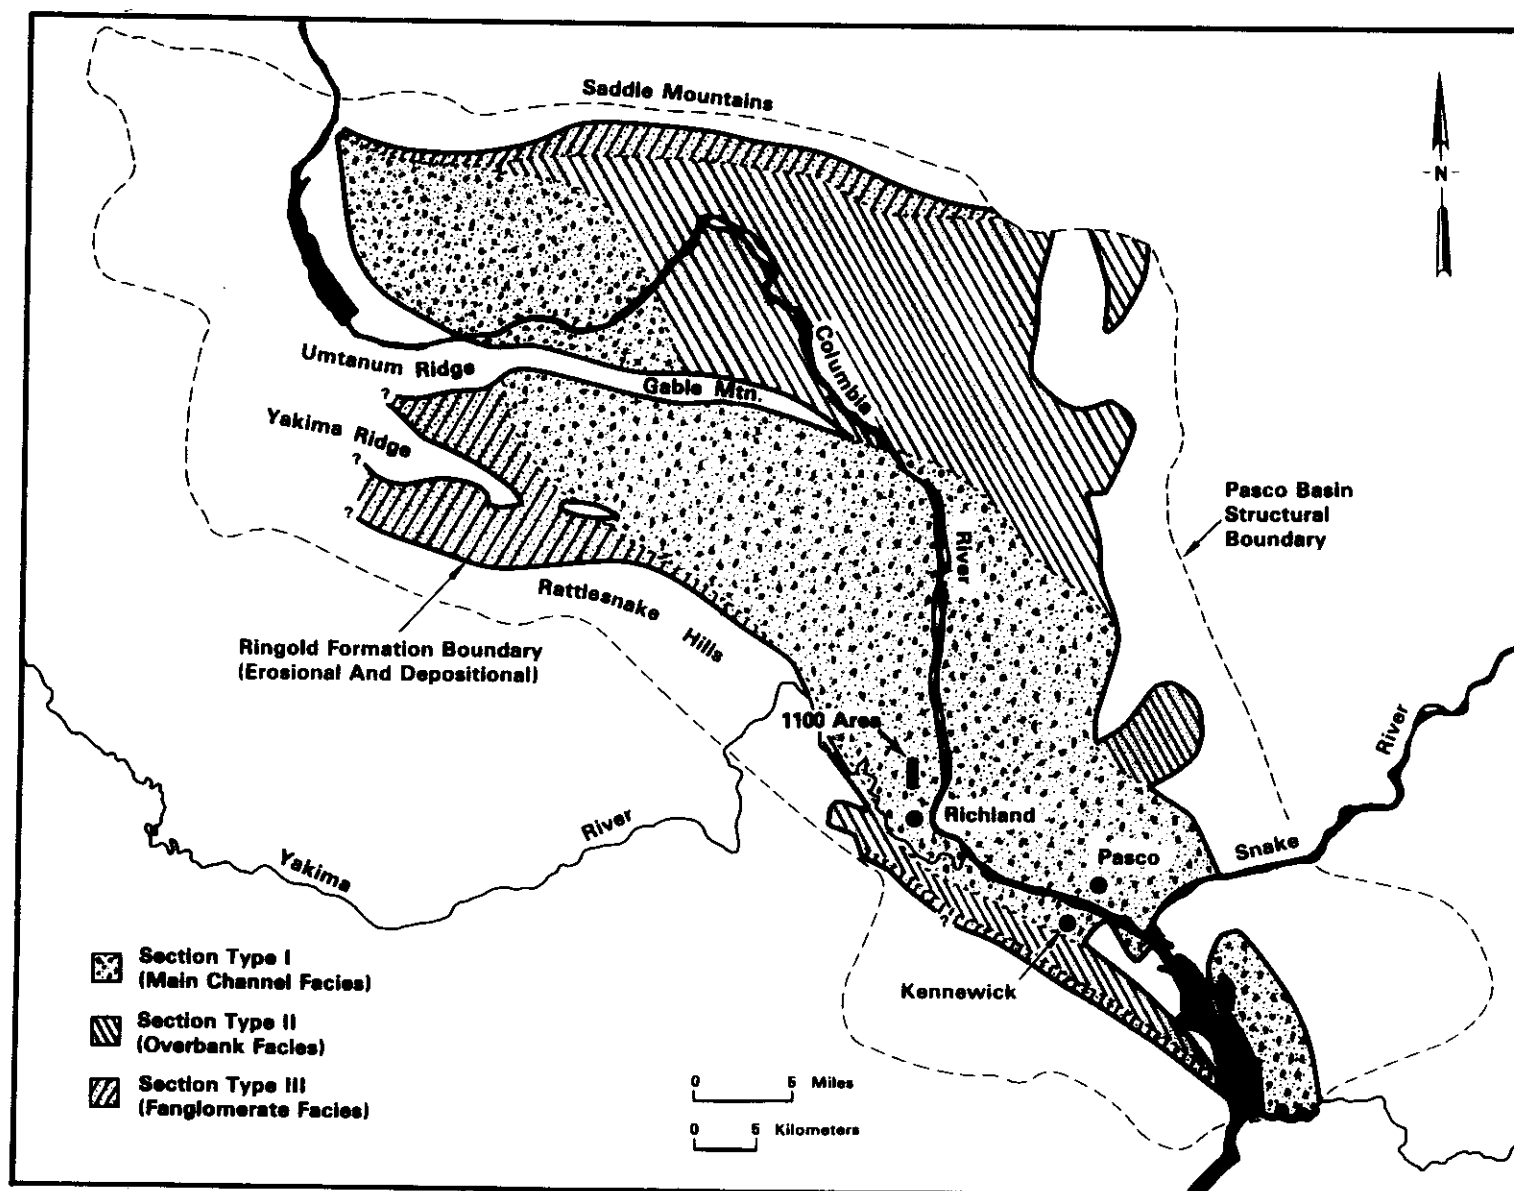 Saddle Mountains
N
Columbia
River
Umtanum Ridge
Gable Mtn.
?
Yakima Ridge
?
?
Pasco Basin
Structural
Boundary
Rattlesnake
Hills
Ringold Formation Boundary
(Erosional And Depositional)
1100 Area
River
Richland
Snake
Pasco
River
Yakima
?
Kennewick
Section Type I
(Main Channel Facies)
Section Type II
(Overbank Facies)
Section Type III
(Fanglomerate Facies)
0 5 Miles
0 5 Kilometers